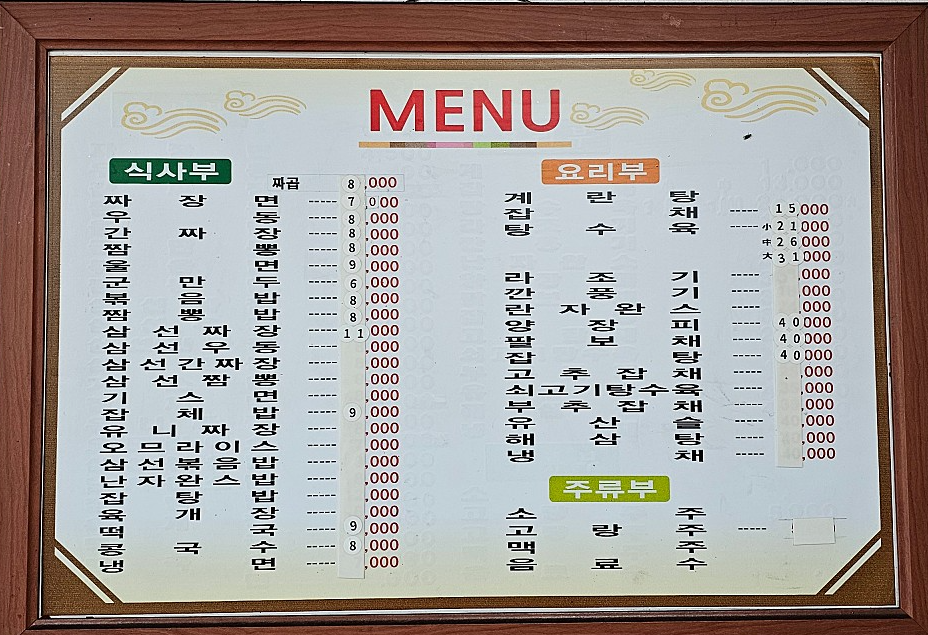 MENU
식사부
짜곱 8,000
짜장면 ----- 7,000
우동 ----- 8,000
간짜장 ----- 8,000
짬뽕 ----- 8,000
울면 ----- 9,000
군만두 ----- 6,000
볶음밥 ----- 8,000
짬뽕밥 ----- 8,000
삼선짜장 ----- 11,000
삼선우동 ----- ,000
삼선간짜장 ----- ,000
삼선짬뽕 ----- ,000
기스면 ----- ,000
잡채밥 ----- 9,000
유니짜장 ----- ,000
오므라이스 ----- ,000
삼선볶음밥 ----- ,000
난자완스밥 ----- ,000
잡탕밥 ----- ,000
육개장 ----- ,000
떡국 ----- 9,000
콩국수 ----- 8,000
냉면 ----- ,000
요리부
계란탕
잡채 ----- 15,000
탕수육 ----- 小 21,000
中 26,000
大 31,000
라조기 ----- ,000
깐풍기 ----- ,000
란자완스 ----- ,000
양장피 ----- 40,000
팔보채 ----- 40,000
잡탕 ----- 40,000
고추잡채 ----- ,000
쇠고기탕수육 ----- ,000
부추잡채 ----- ,000
유산슬 ----- ,000
해삼탕 ----- ,000
냉채 ----- ,000
주류부
소주
고량주 -----
맥주
음료수